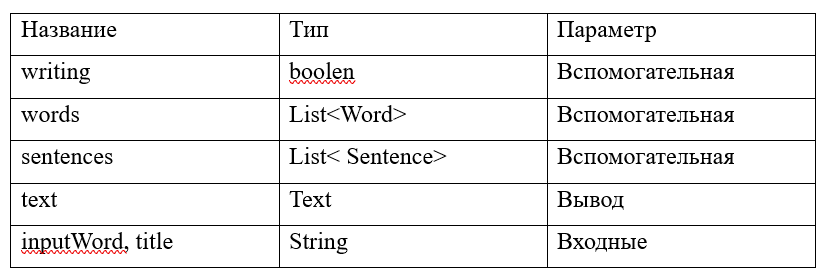 Название Тип Параметр
writing boolen Вспомогательная
words List<Word> Вспомогательная
sentences List< Sentence> Вспомогательная
text Text Вывод
inputWord, title String Входные